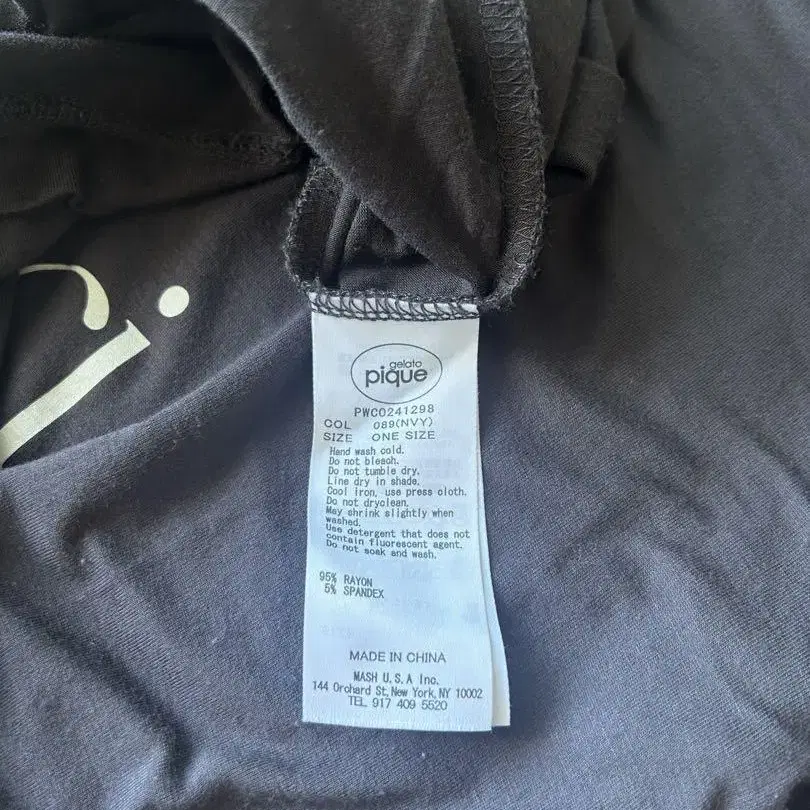 gelato
pique
PWCO241298
COL 089(NVY)
SIZE ONE SIZE
Hand wash cold.
Do not bleach.
Do not tumble dry.
Line dry in shade.
Cool iron, use press cloth.
Do not dryclean.
May shrink slightly when
washed.
Use detergent that does not
contain fluorescent agent.
Do not soak and wash.
95% RAYON
5% SPANDEX
MADE IN CHINA
MASH U.S.A Inc.
144 Orchard St, New York, NY 10002
TEL 917 409 5520